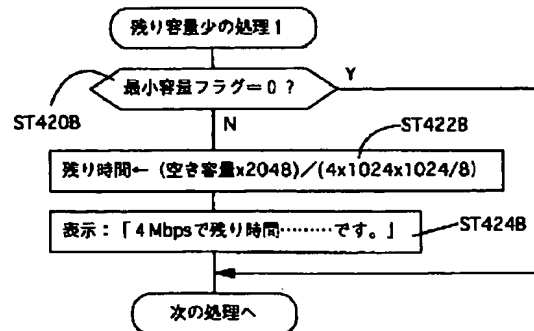 残り容量少の処理1
最小容量フラグ=0?
Y
ST420B
N
ST422B
残り時間←(空き容量x2048)/(4x1024x1024/8)
表示:「4Mbpsで残り時間………です。」
ST424B
次の処理へ